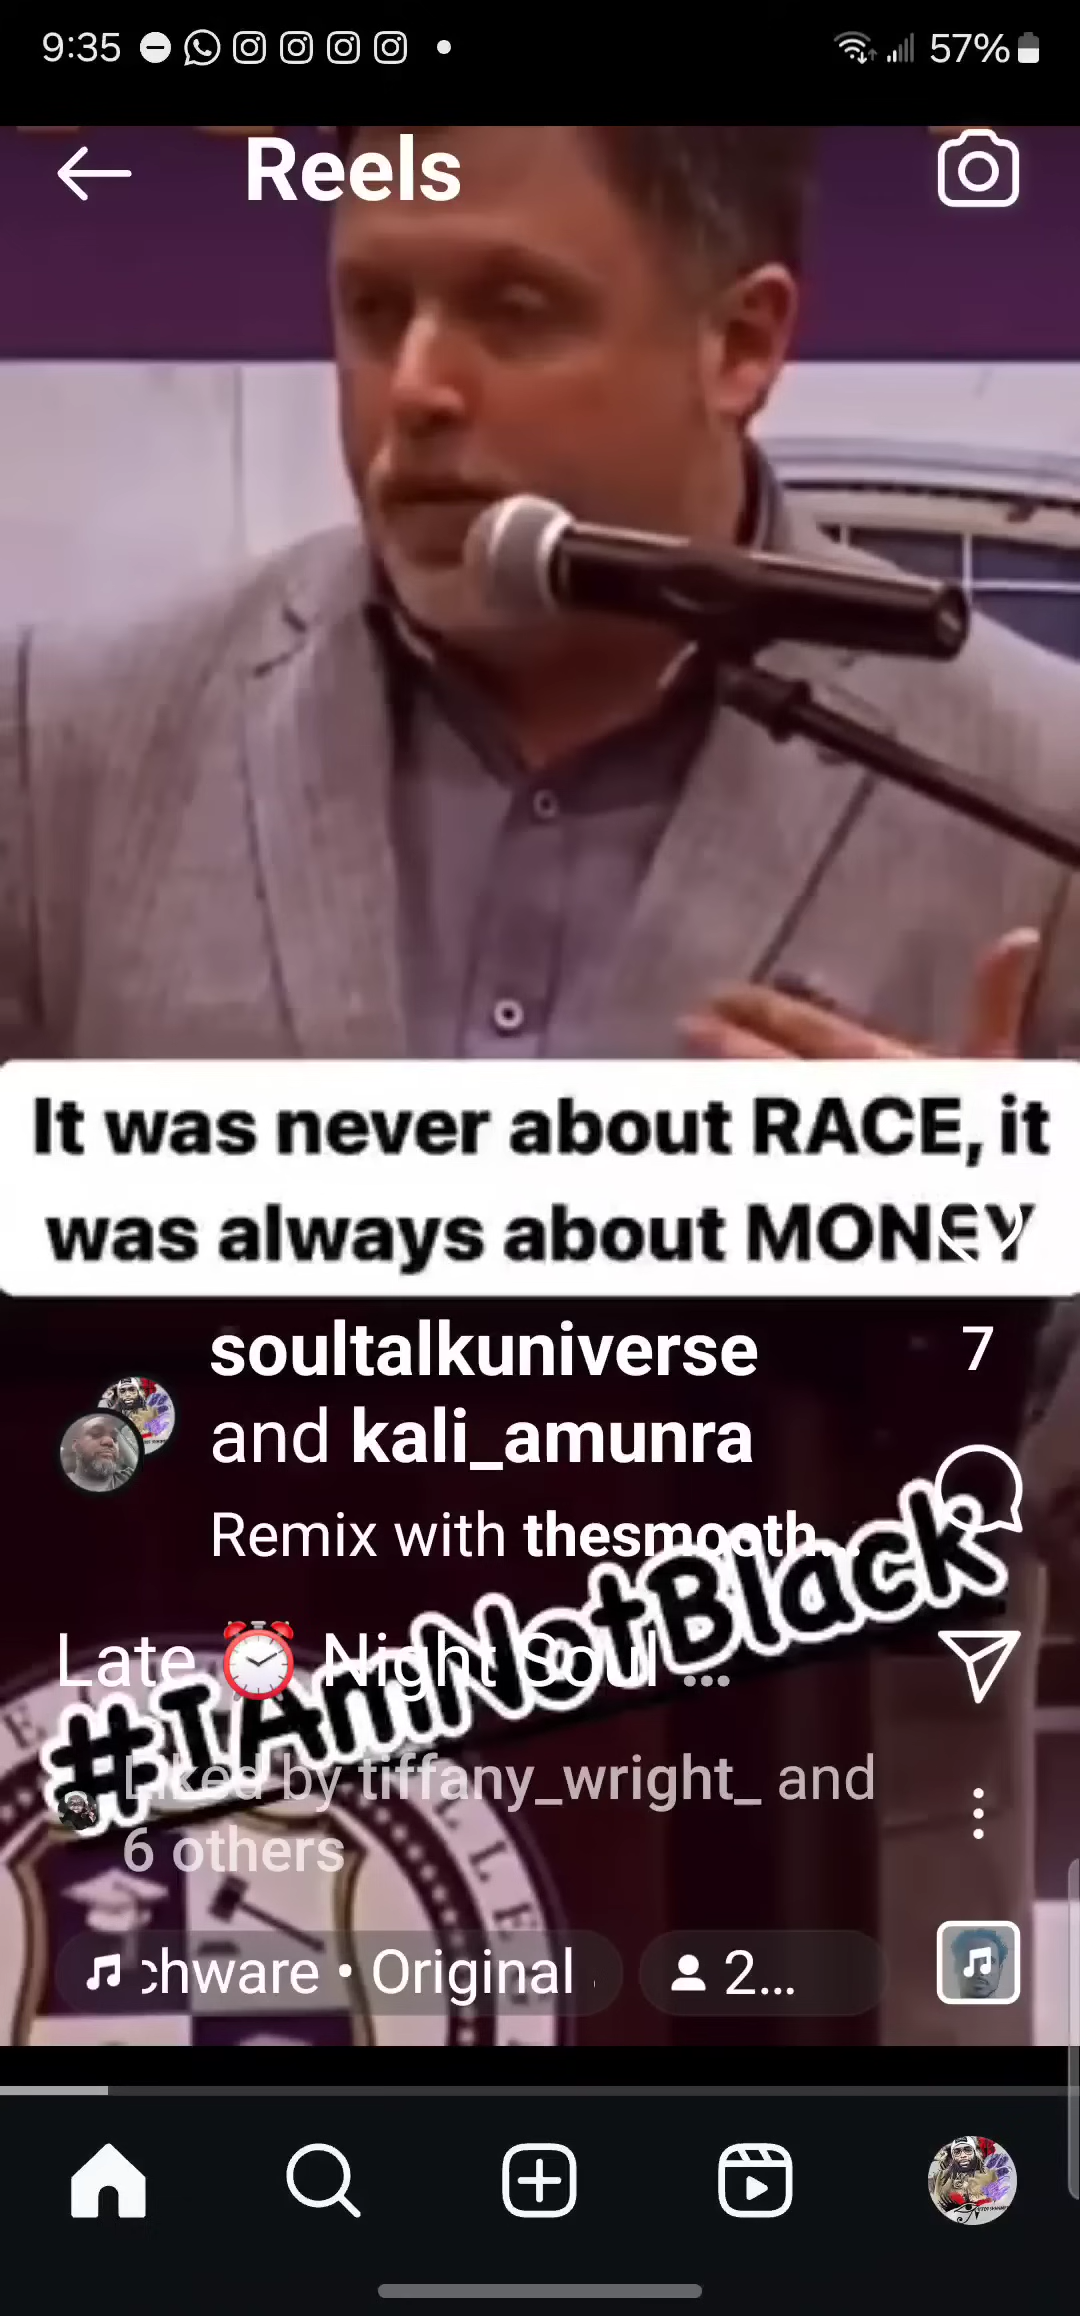 9:35
57%
Reels
It was never about RACE, it
was always about MONEY
soultalkuniverse
and kali_amunra
7
Remix with thesmooth...
#IAmNotBlack
Late ⏰ Night Soul ...
Liked by tiffany_wright_ and
6 others
chware • Original
2...